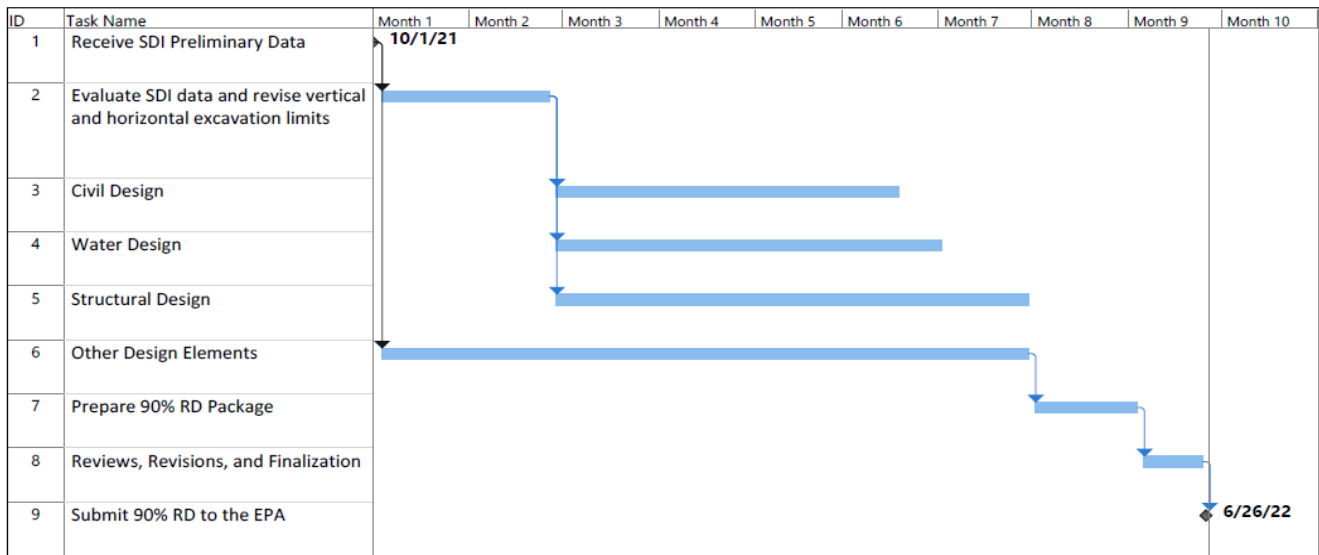 ID Task Name Month 1 Month 2 Month 3 Month 4 Month 5 Month 6 Month 7 Month 8 Month 9 Month 10
1 Receive SDI Preliminary Data 10/1/21
2 Evaluate SDI data and revise vertical
and horizontal excavation limits
3 Civil Design
4 Water Design
5 Structural Design
6 Other Design Elements
7 Prepare 90% RD Package
8 Reviews, Revisions, and Finalization
9 Submit 90% RD to the EPA 6/26/22